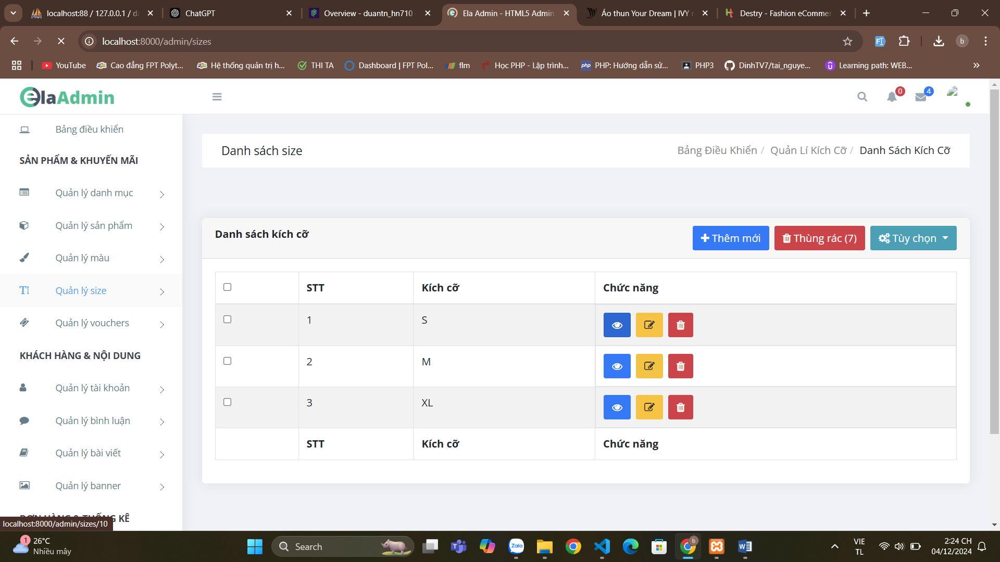 localhost:88 / 127.0.0.1 / da
ChatGPT
Overview - duantn_hn710 -
Ela Admin - HTML5 Admin
Áo thun Your Dream | IVY
Destry - Fashion eCommer
localhost:8000/admin/sizes
b
YouTube
Cao đẳng FPT Polyt...
Hệ thống quản trị h...
THI TA
Dashboard | FPT Pol...
flm
Học PHP - Lập trình...
php PHP: Hướng dẫn sử...
PHP3
DinhTV7/tai_nguye...
Learning path: WEB...
elaAdmin
0
4
Bảng điều khiển
SẢN PHẨM & KHUYẾN MÃI
Quản lý danh mục
Quản lý sản phẩm
Quản lý màu
Quản lý size
Quản lý vouchers
KHÁCH HÀNG & NỘI DUNG
Quản lý tài khoản
Quản lý bình luận
Quản lý bài viết
Quản lý banner
ĐƠN HÀNG & THỐNG KÊ
localhost:8000/admin/sizes/10
Danh sách size
Bảng Điều Khiển / Quản Lí Kích Cỡ / Danh Sách Kích Cỡ
Danh sách kích cỡ
Thêm mới
Thùng rác (7)
Tùy chọn
STT Kích cỡ Chức năng
1 S
2 M
3 XL
STT Kích cỡ Chức năng
1
26°C
Nhiều mây
Search
Zalo
b
VIE
TL
2:24 CH
04/12/2024